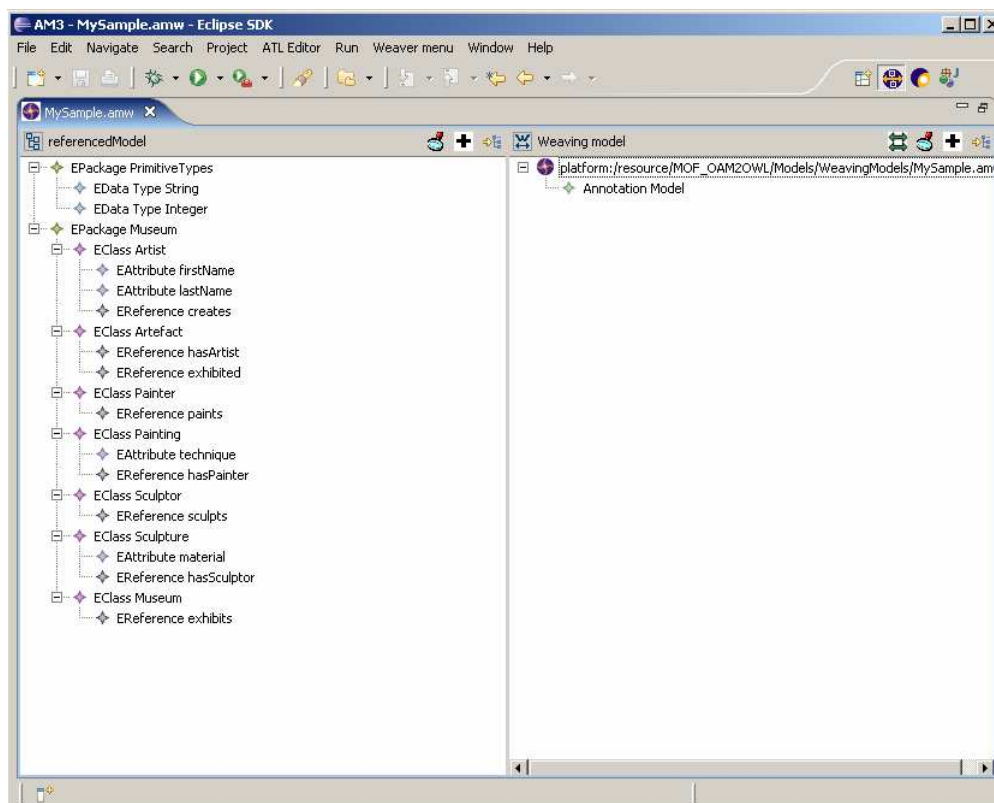 AM3 - MySample.amw - Eclipse SDK
File Edit Navigate Search Project ATL Editor Run Weaver menu Window Help
MySample.amw
referencedModel
Weaving model
EPackage PrimitiveTypes
EData Type String
EData Type Integer
EPackage Museum
EClass Artist
EAttribute firstName
EAttribute lastName
EReference creates
EClass Artefact
EReference hasArtist
EReference exhibited
EClass Painter
EReference paints
EClass Painting
EAttribute technique
EReference hasPainter
EClass Sculptor
EReference sculpts
EClass Sculpture
EAttribute material
EReference hasSculptor
EClass Museum
EReference exhibits
platform:/resource/MOF_OAM2OWL/Models/WeavingModels/MySample.am
Annotation Model